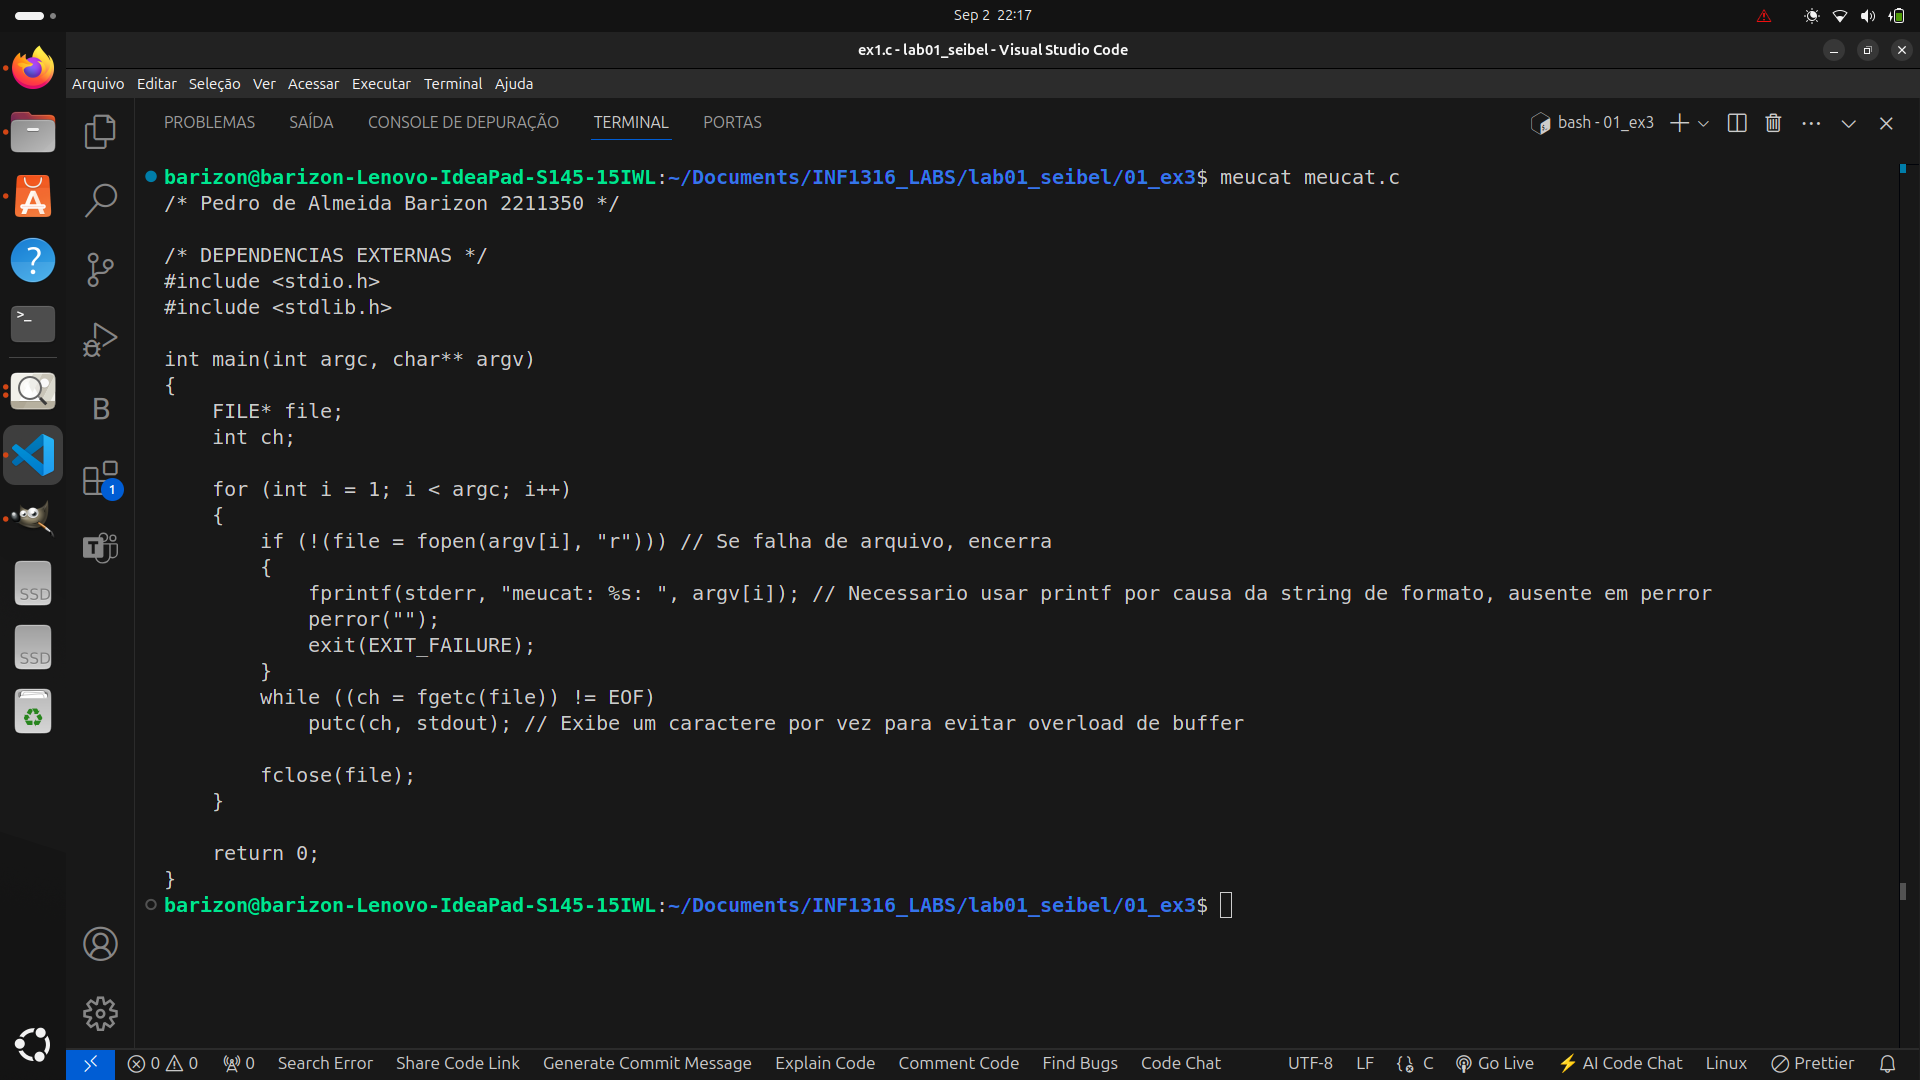 Sep 2 22:17
ex1.c - lab01_seibel - Visual Studio Code
Arquivo Editar Seleção Ver Acessar Executar Terminal Ajuda
PROBLEMAS SAÍDA CONSOLE DE DEPURAÇÃO TERMINAL PORTAS
bash - 01_ex3
barizon@barizon-Lenovo-IdeaPad-S145-15IWL:~/Documents/INF1316_LABS/lab01_seibel/01_ex3$ meucat meucat.c
/* Pedro de Almeida Barizon 2211350 */
/* DEPENDENCIAS EXTERNAS */
#include <stdio.h>
#include <stdlib.h>
int main(int argc, char** argv)
{
    FILE* file;
    int ch;
    for (int i = 1; i < argc; i++)
    {
        if (!(file = fopen(argv[i], "r"))) // Se falha de arquivo, encerra
        {
            fprintf(stderr, "meucat: %s: ", argv[i]); // Necessario usar printf por causa da string de formato, ausente em perror
            perror("");
            exit(EXIT_FAILURE);
        }
        while ((ch = fgetc(file)) != EOF)
            putc(ch, stdout); // Exibe um caractere por vez para evitar overload de buffer
        fclose(file);
    }
    return 0;
}
barizon@barizon-Lenovo-IdeaPad-S145-15IWL:~/Documents/INF1316_LABS/lab01_seibel/01_ex3$
B
1
SSD
SSD
0 0 0 Search Error Share Code Link Generate Commit Message Explain Code Comment Code Find Bugs Code Chat UTF-8 LF C Go Live AI Code Chat Linux Prettier